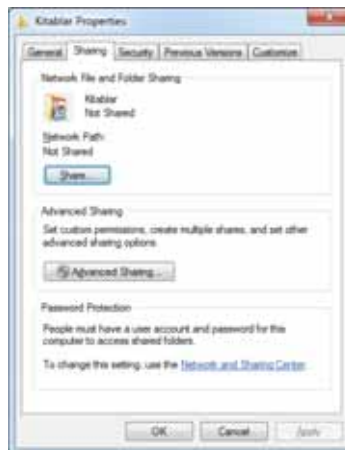 Kitablar Properties
General Sharing Security Previous Versions Customize
Network File and Folder Sharing
Kitablar
Not Shared
Network Path:
Not Shared
Share...
Advanced Sharing
Set custom permissions, create multiple shares, and set other
advanced sharing options.
Advanced Sharing...
Password Protection
People must have a user account and password for this
computer to access shared folders.
To change this setting, use the Network and Sharing Center.
OK Cancel Apply